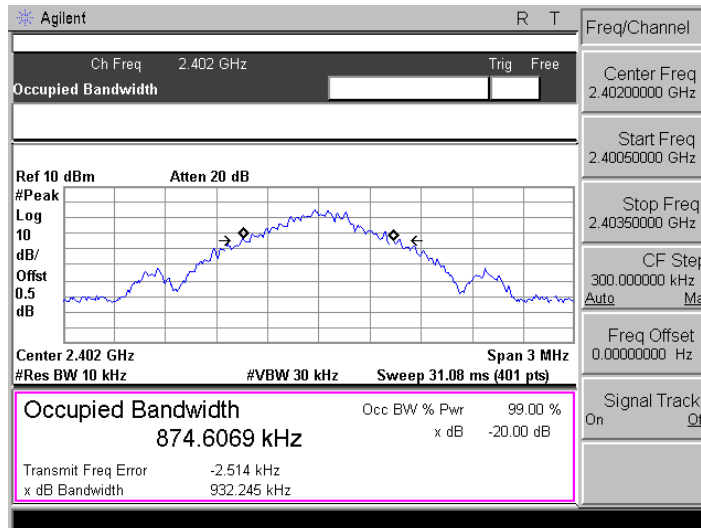 Agilent R T
Ch Freq 2.402 GHz Trig Free
Occupied Bandwidth
Ref 10 dBm Atten 20 dB
#Peak
Log
10
dB/
Offst
0.5
dB
Center 2.402 GHz Span 3 MHz
#Res BW 10 kHz #VBW 30 kHz Sweep 31.08 ms (401 pts)
Occupied Bandwidth Occ BW % Pwr 99.00 %
874.6069 kHz x dB -20.00 dB
Transmit Freq Error -2.514 kHz
x dB Bandwidth 932.245 kHz
Freq/Channel
Center Freq
2.40200000 GHz
Start Freq
2.40050000 GHz
Stop Freq
2.40350000 GHz
CF Step
300.000000 kHz
Auto Ma
Freq Offset
0.00000000 Hz
Signal Track
On Of